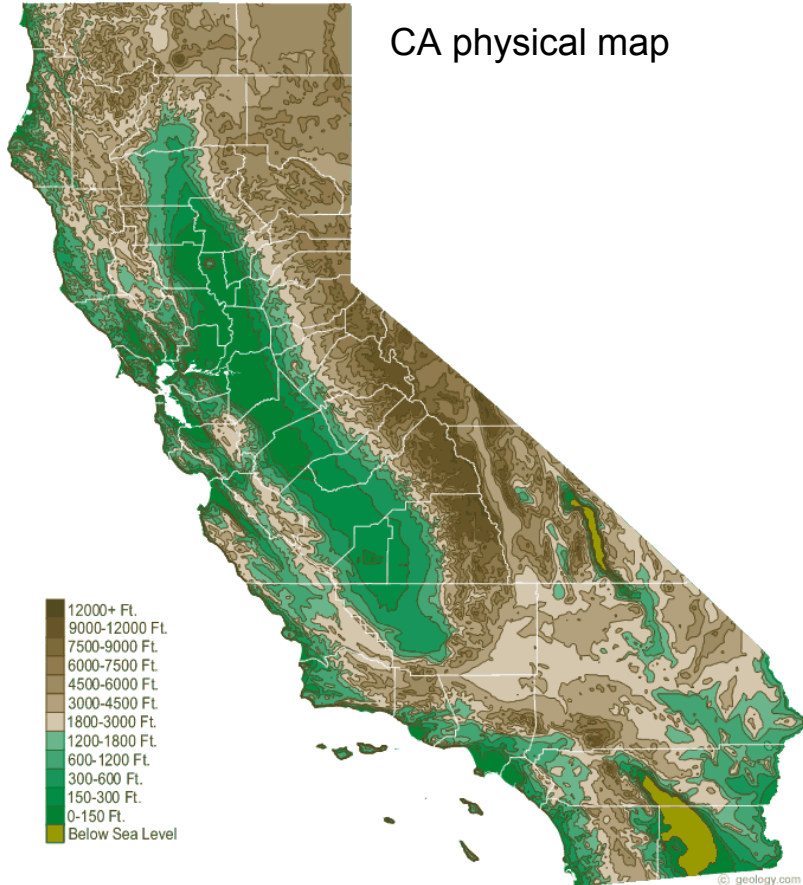 CA physical map
12000+ Ft.
9000-12000 Ft.
7500-9000 Ft.
6000-7500 Ft.
4500-6000 Ft.
3000-4500 Ft.
1800-3000 Ft.
1200-1800 Ft.
600-1200 Ft.
300-600 Ft.
150-300 Ft.
0-150 Ft.
Below Sea Level
(c) geology.com